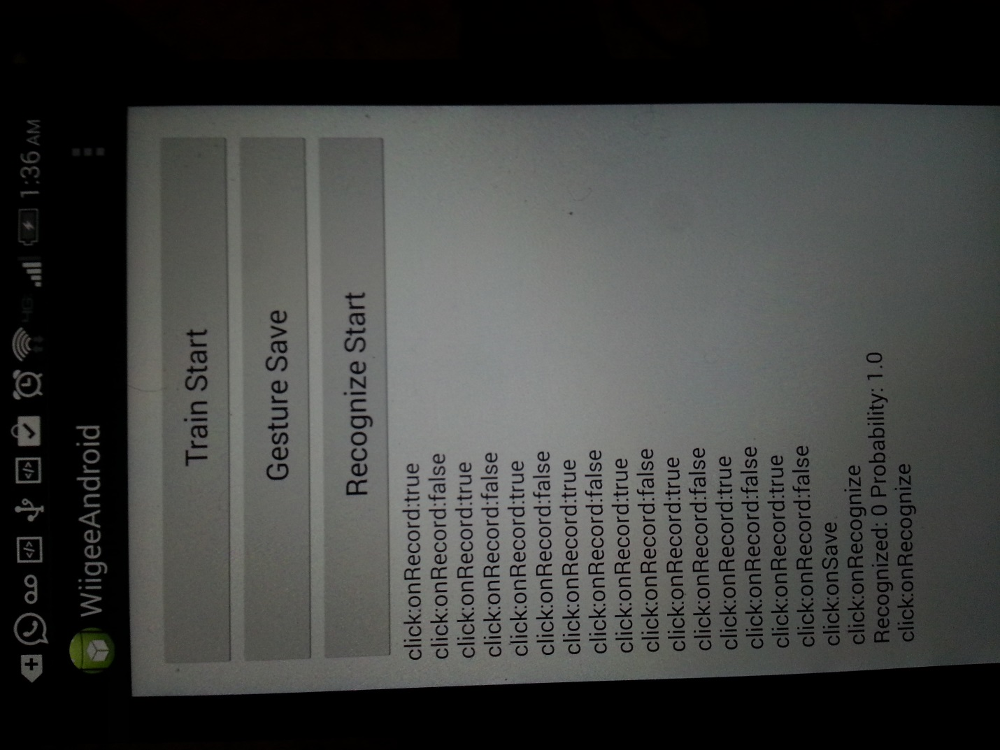 1:36 AM
WiigeeAndroid
Train Start
Gesture Save
Recognize Start
click:onRecord:true
click:onRecord:false
click:onRecord:true
click:onRecord:false
click:onRecord:true
click:onRecord:false
click:onRecord:true
click:onRecord:false
click:onRecord:true
click:onRecord:false
click:onRecord:true
click:onRecord:false
click:onRecord:true
click:onRecord:false
click:onRecord:true
click:onRecord:false
click:onSave
click:onRecognize
Recognized: 0 Probability: 1.0
click:onRecognize